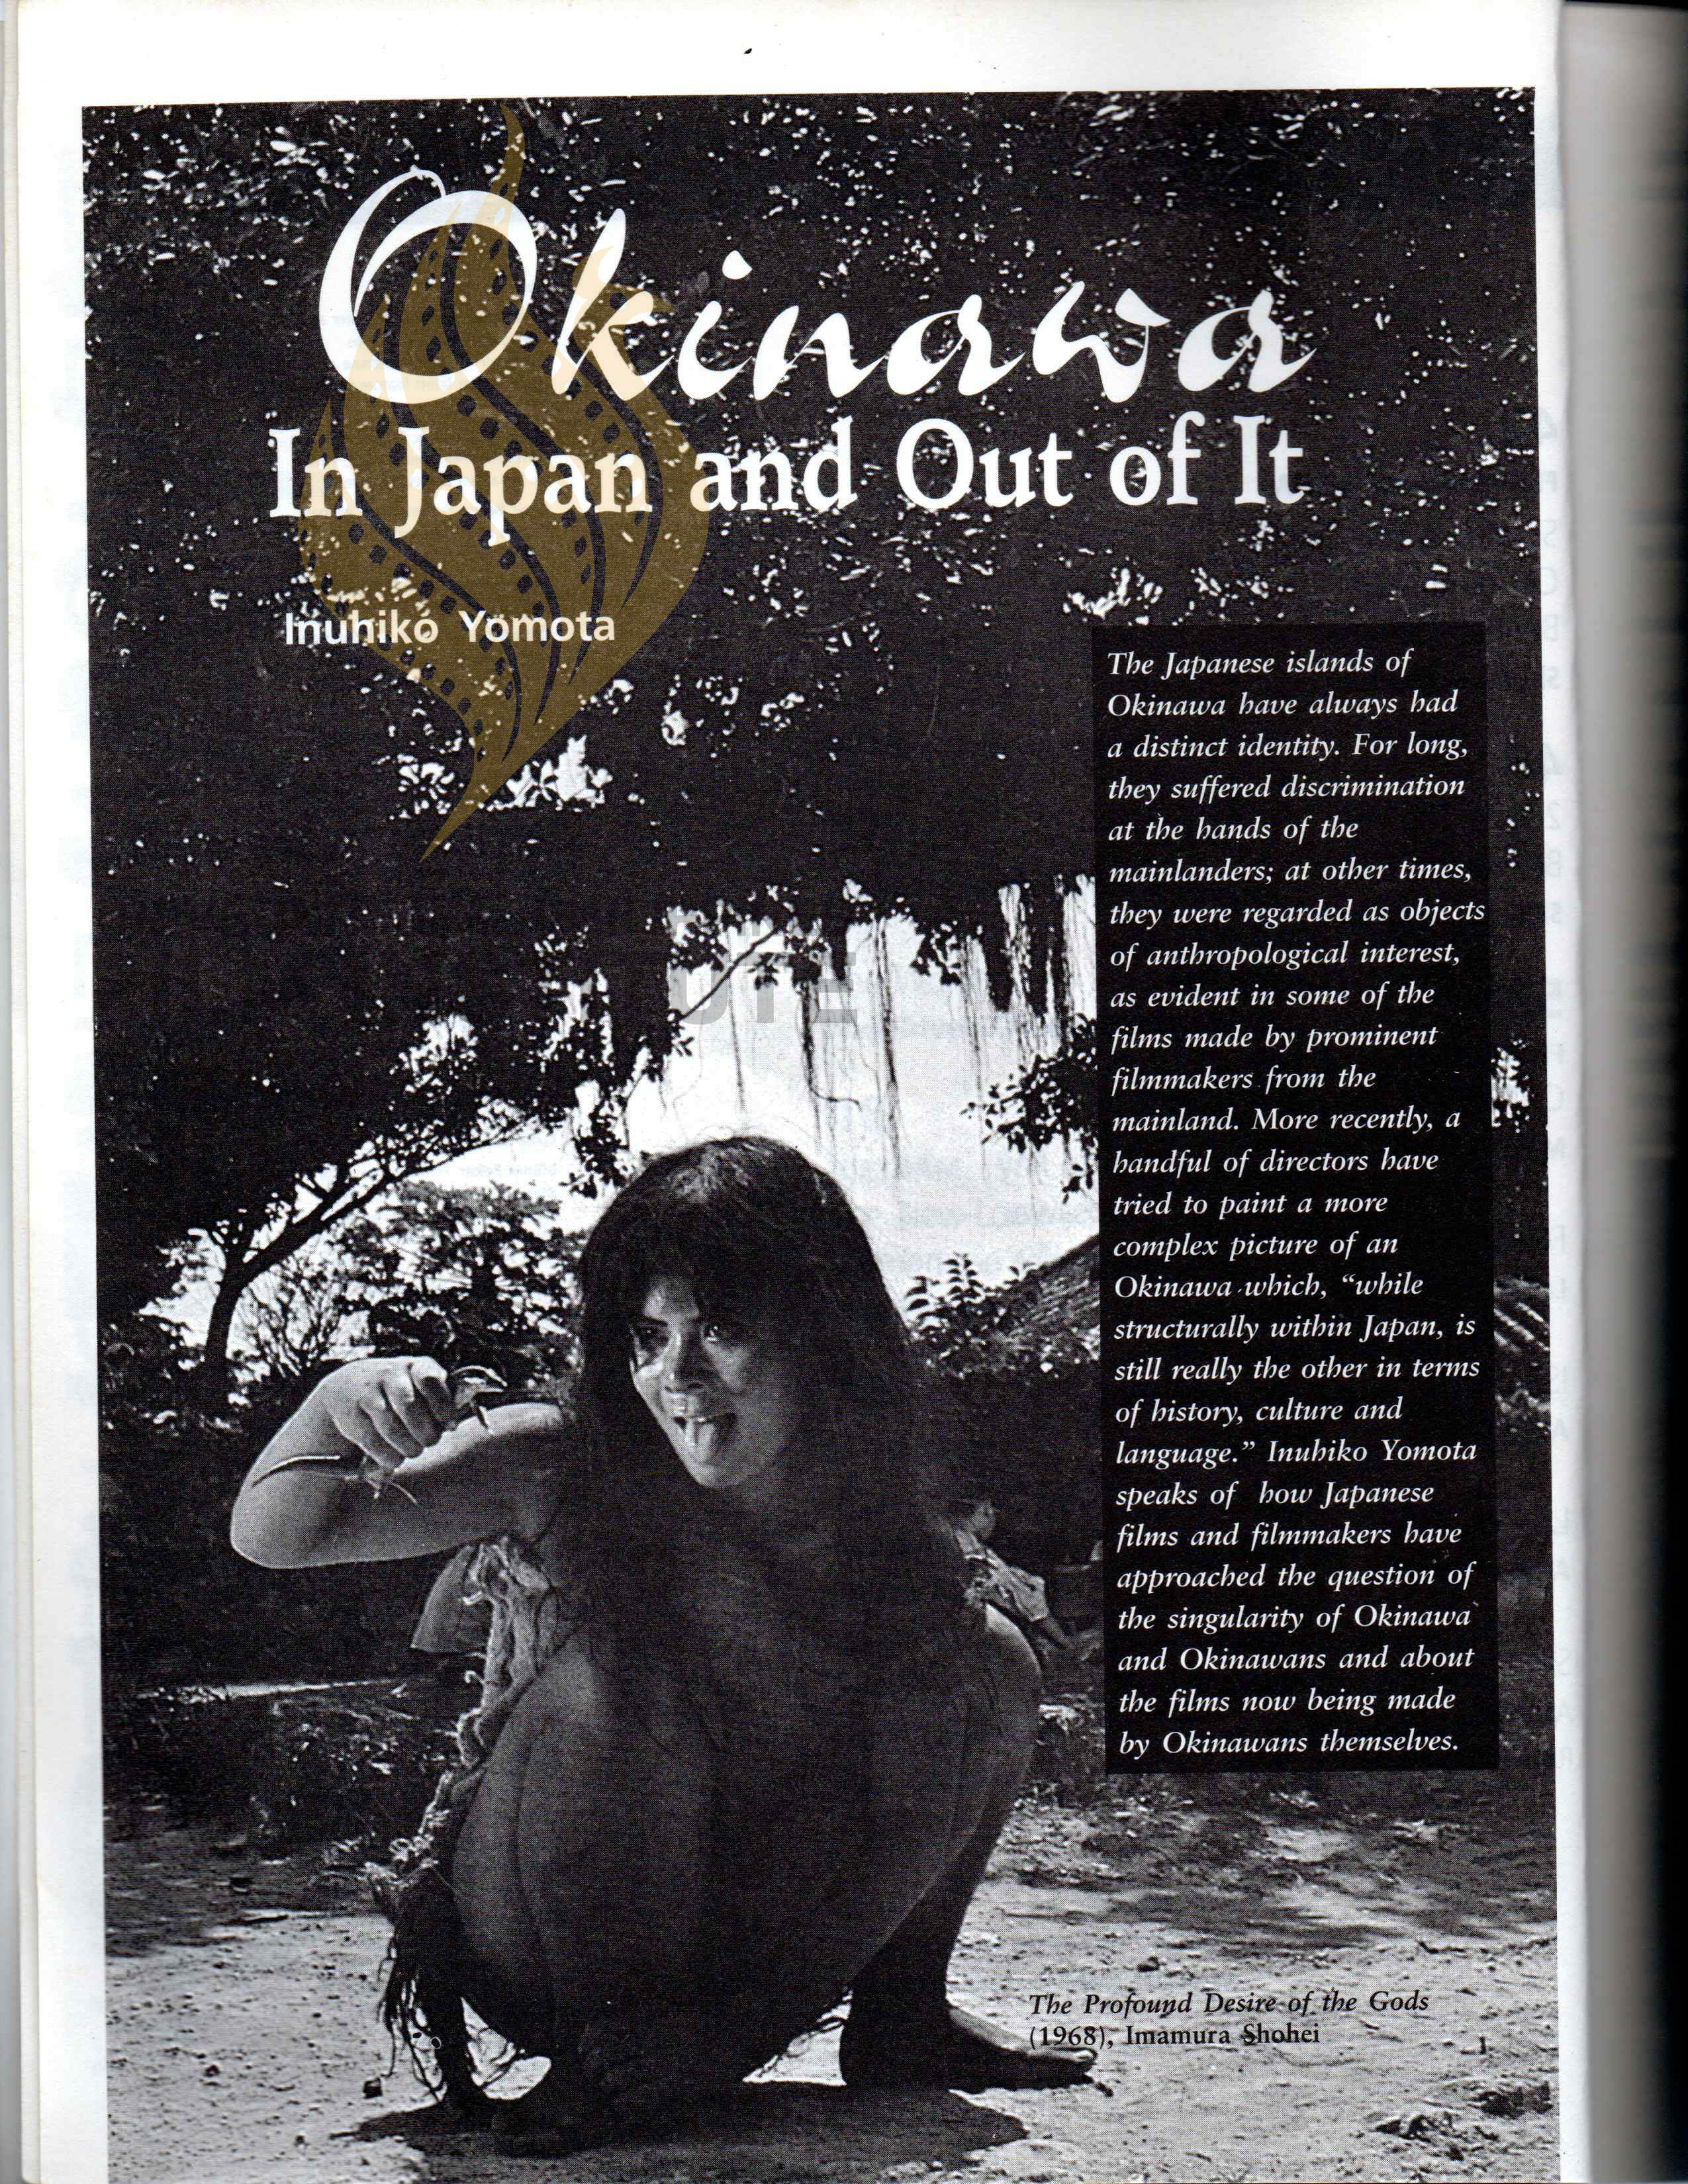 Okinawa
In Japan and Out of It
Inuhiko Yomota
The Japanese islands of
Okinawa have always had
a distinct identity. For long,
they suffered discrimination
at the hands of the
mainlanders; at other times,
they were regarded as objects
of anthropological interest,
as evident in some of the
films made by prominent
filmmakers from the
mainland. More recently, a
handful of directors have
tried to paint a more
complex picture of an
Okinawa which, “while
structurally within Japan, is
still really the other in terms
of history, culture and
language.” Inuhiko Yomota
speaks of how Japanese
films and filmmakers have
approached the question of
the singularity of Okinawa
and Okinawans and about
the films now being made
by Okinawans themselves.
The Profound Desire of the Gods
(1968), Imamura Shohei